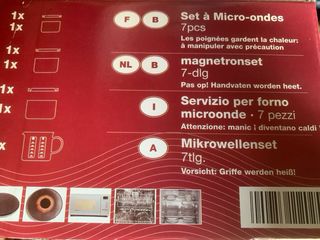 1x
1x
F B Set à Micro-ondes
7pcs
Les poignées gardent la chaleur:
à manipuler avec précaution
1x
1x
NL B magnetronset
7-dlg
Pas op! Handvaten worden heet.
1x
1x
I Servizio per forno
microonde · 7 pezzi
Attenzione: manic i diventano caldi
1x
A Mikrowellenset
7tlg.
Vorsicht: Griffe werden heiß!